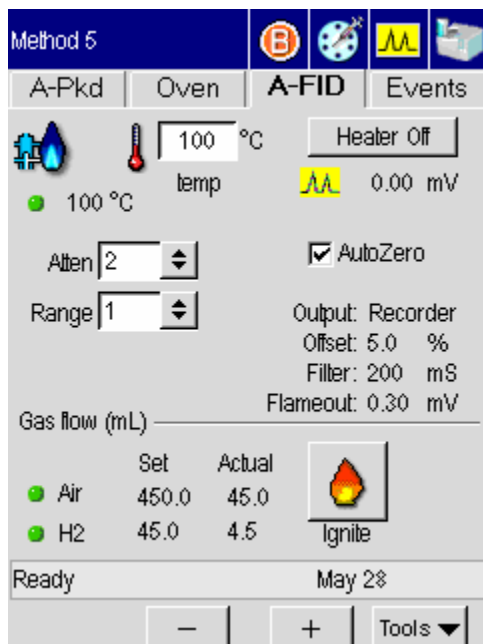 Method 5
B
A-Pkd Oven A-FID Events
100 °C Heater Off
temp
100 °C 0.00 mV
Atten 2 AutoZero
Range 1
Output: Recorder
Offset: 5.0 %
Filter: 200 mS
Flameout: 0.30 mV
Gas flow (mL)
Set Actual
Air 450.0 45.0
H2 45.0 4.5
Ignite
Ready May 28
− + Tools